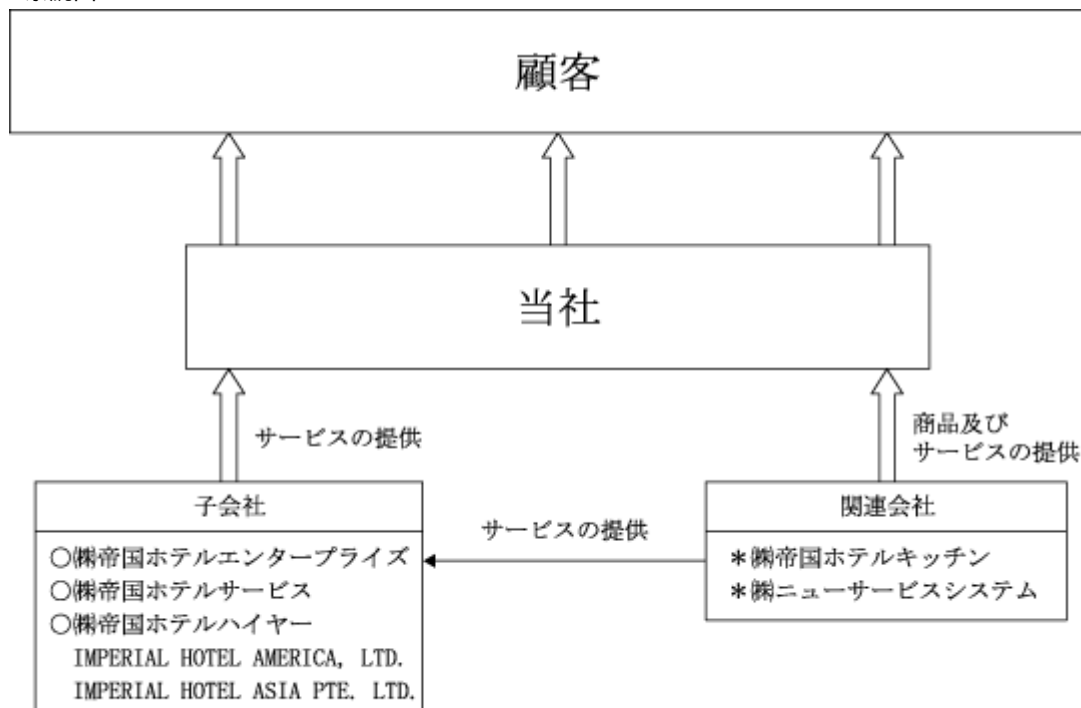 顧客
当社
サービスの提供
商品及び
サービスの提供
子会社
○㈱帝国ホテルエンタープライズ
○㈱帝国ホテルサービス
○㈱帝国ホテルハイヤー
IMPERIAL HOTEL AMERICA, LTD.
IMPERIAL HOTEL ASIA PTE. LTD.
サービスの提供
関連会社
＊㈱帝国ホテルキッチン
＊㈱ニューサービスシステム